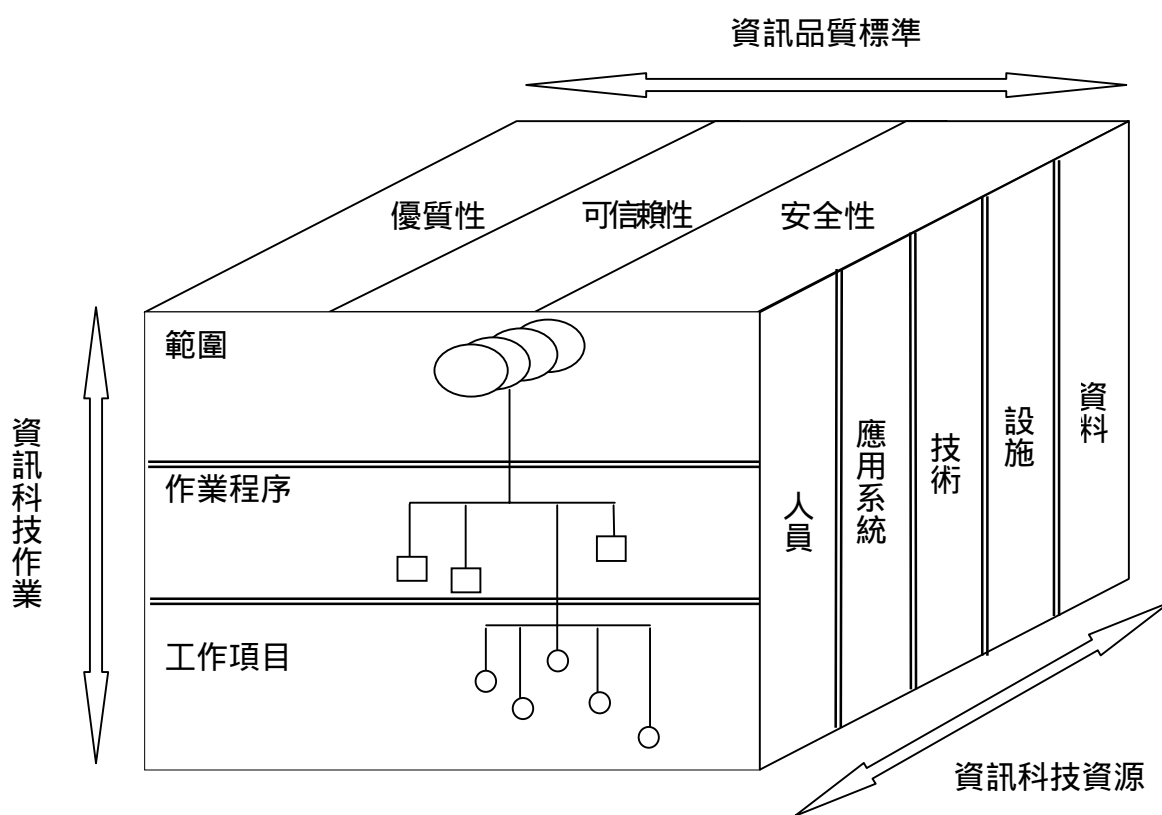 資訊品質標準
優質性
可信賴性
安全性
範圍
作業程序
工作項目
資訊科技作業
人員
應用系統
技術
設施
資料
資訊科技資源